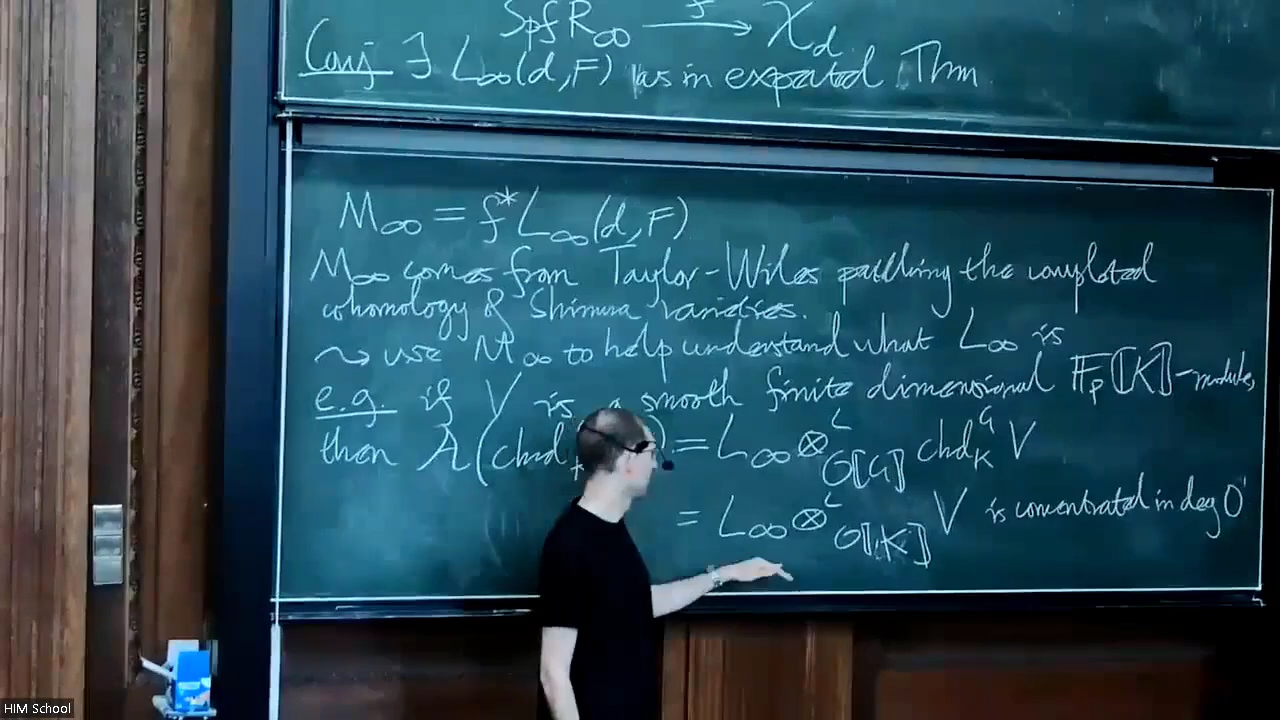 Spf R∞ ⟶ X_d
Conj ∃ L∞(d,F) as in expected Thm
M∞ = f* L∞(d,F)
M∞ comes from Taylor-Wiles patching the completed
cohomology of Shimura varieties.
⇝ use M∞ to help understand what L∞ is
e.g. if V is a smooth finite dimensional F_p[[K]]-module,
then A(c-ind ) = L∞ ⊗^L_{O[[G]]} c-ind_K^G V
= L∞ ⊗^L_{O[[K]]} V is concentrated in deg 0
HIM School